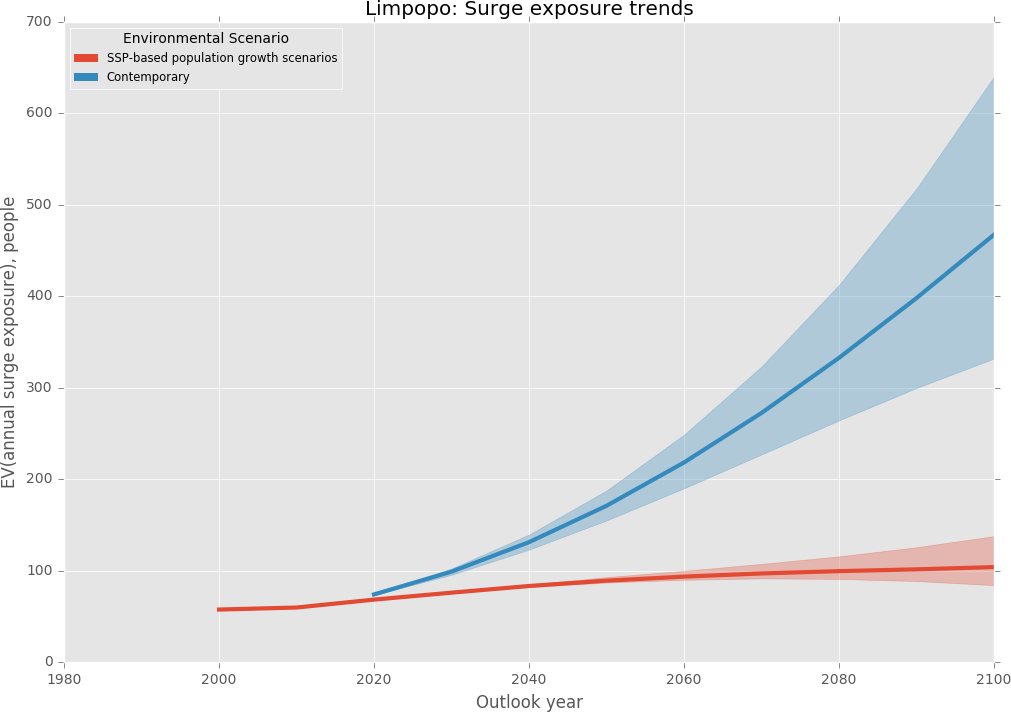 Limpopo: Surge exposure trends
700
600
500
400
300
200
100
0
EV(annual surge exposure), people
Environmental Scenario
SSP-based population growth scenarios
Contemporary
1980
2000
2020
2040
2060
2080
2100
Outlook year